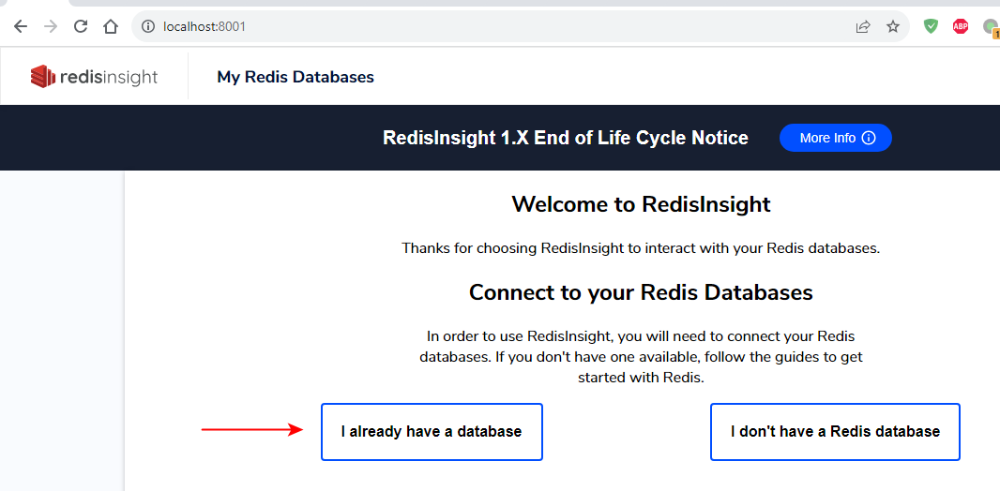 localhost:8001
ABP
1
redisinsight
My Redis Databases
RedisInsight 1.X End of Life Cycle Notice
More Info
Welcome to RedisInsight
Thanks for choosing RedisInsight to interact with your Redis databases.
Connect to your Redis Databases
In order to use RedisInsight, you will need to connect your Redis
databases. If you don't have one available, follow the guides to get
started with Redis.
I already have a database
I don't have a Redis database